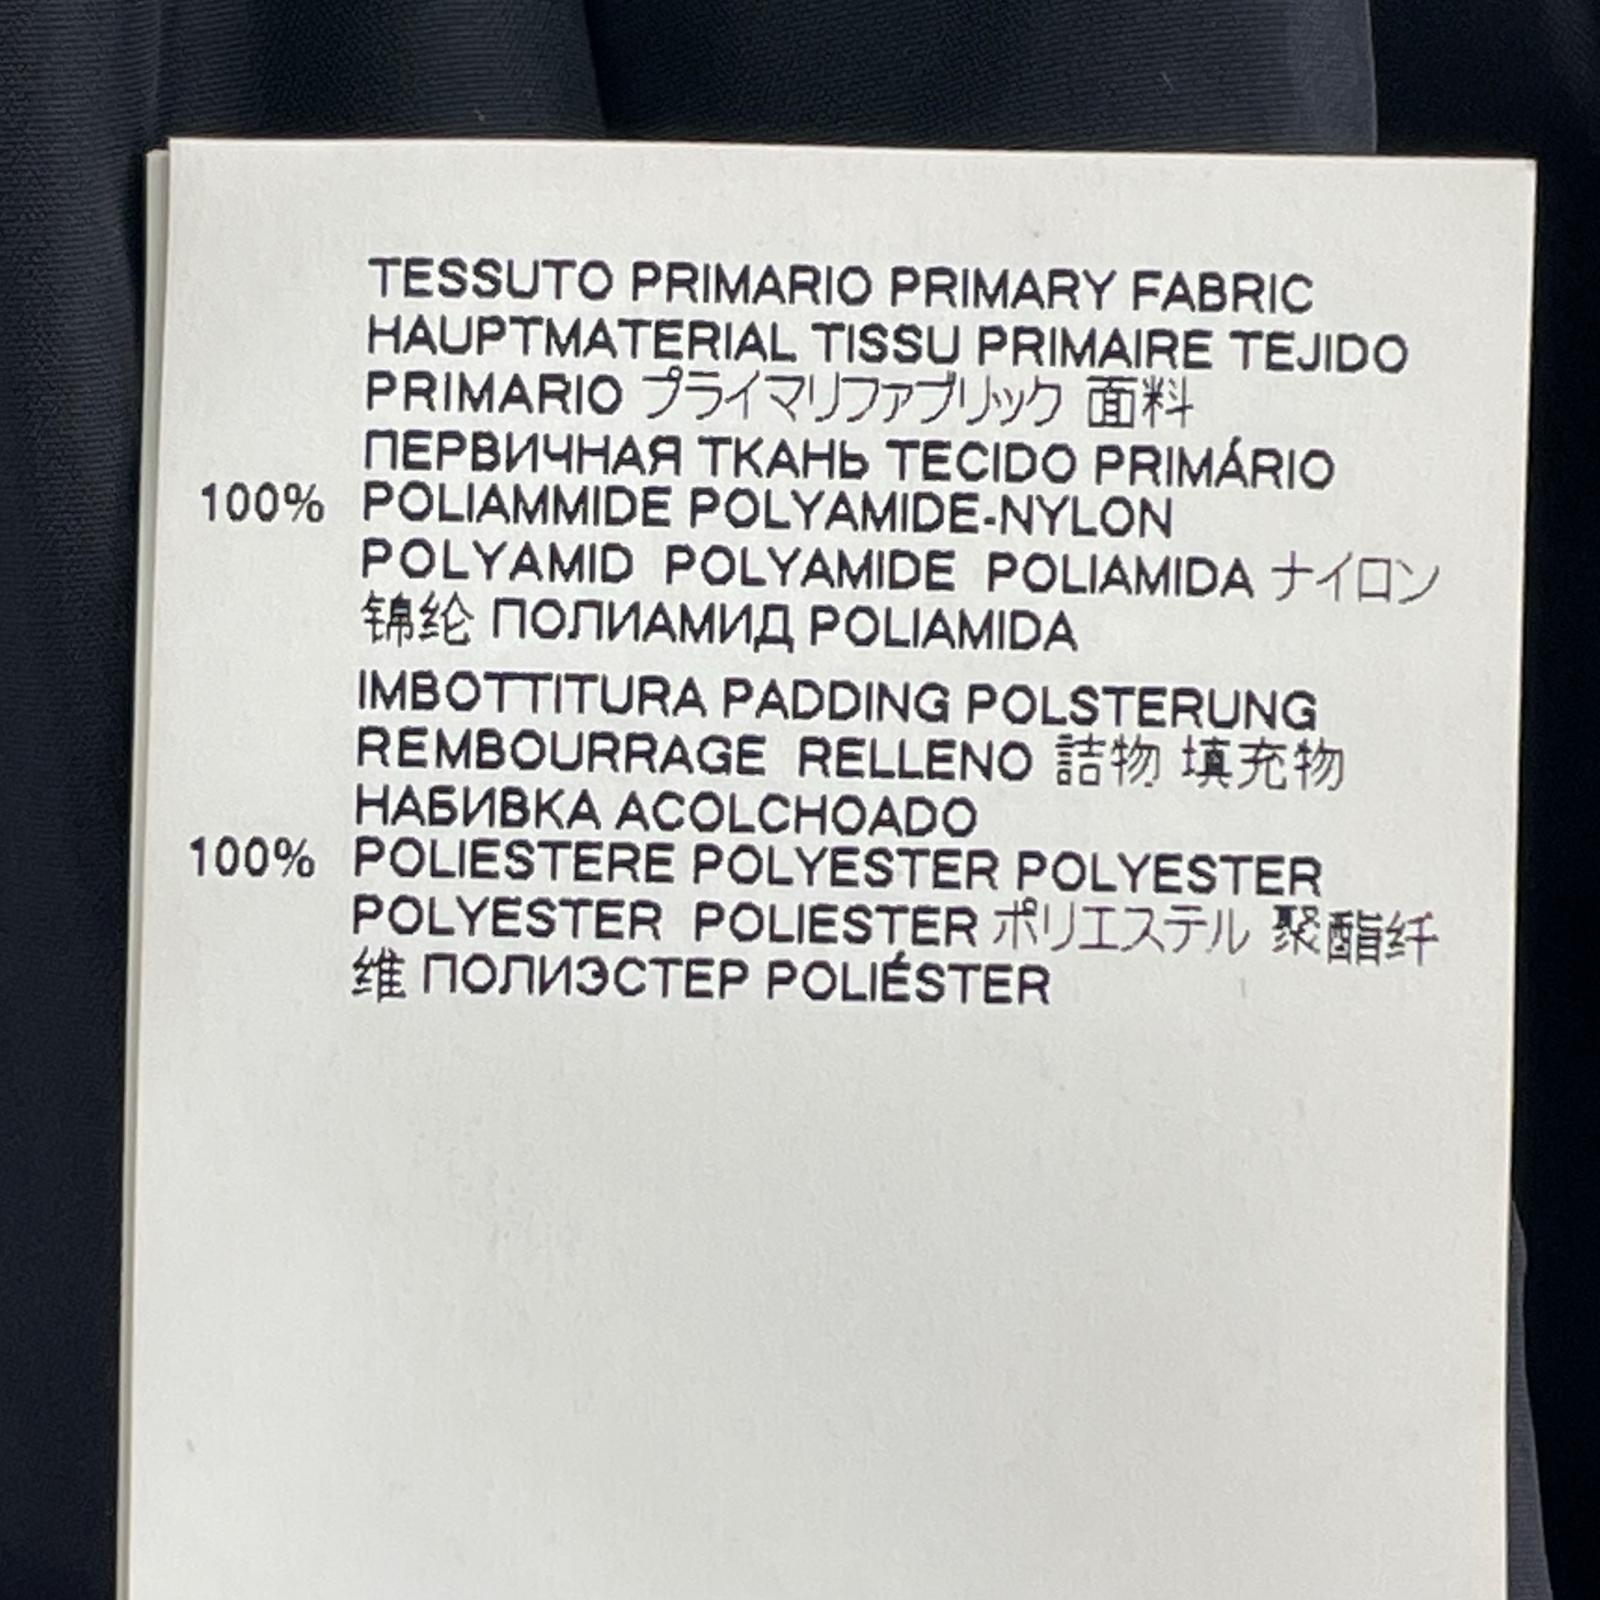 TESSUTO PRIMARIO PRIMARY FABRIC
HAUPTMATERIAL TISSU PRIMAIRE TEJIDO
PRIMARIO プライマリファブリック 面料
ПЕРВИЧНАЯ ТКАНЬ TECIDO PRIMÁRIO
100% POLIAMMIDE POLYAMIDE-NYLON
POLYAMID POLYAMIDE POLIAMIDA ナイロン
锦纶 ПОЛИАМИД POLIAMIDA
IMBOTTITURA PADDING POLSTERUNG
REMBOURRAGE RELLENO 詰物 填充物
НАБИВКА ACOLCHOADO
100% POLIESTERE POLYESTER POLYESTER
POLYESTER POLIESTER ポリエステル 聚酯纤
维 ПОЛИЭСТЕР POLIÉSTER